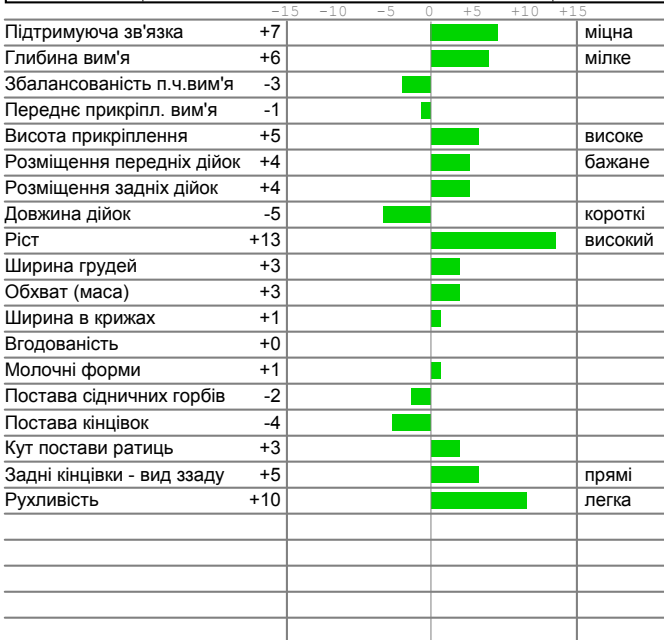 -15 -10 -5 0 +5 +10 +15
Підтримуюча зв'язка +7 міцна
Глибина вим'я +6 мілке
Збалансованість п.ч.вим'я -3
Переднє прикріпл. вим'я -1
Висота прикріплення +5 високе
Розміщення передніх дійок +4 бажане
Розміщення задніх дійок +4
Довжина дійок -5 короткі
Ріст +13 високий
Ширина грудей +3
Обхват (маса) +3
Ширина в крижах +1
Вгодованість +0
Молочні форми +1
Постава сідничних горбів -2
Постава кінцівок -4
Кут постави ратиць +3
Задні кінцівки - вид ззаду +5 прямі
Рухливість +10 легка